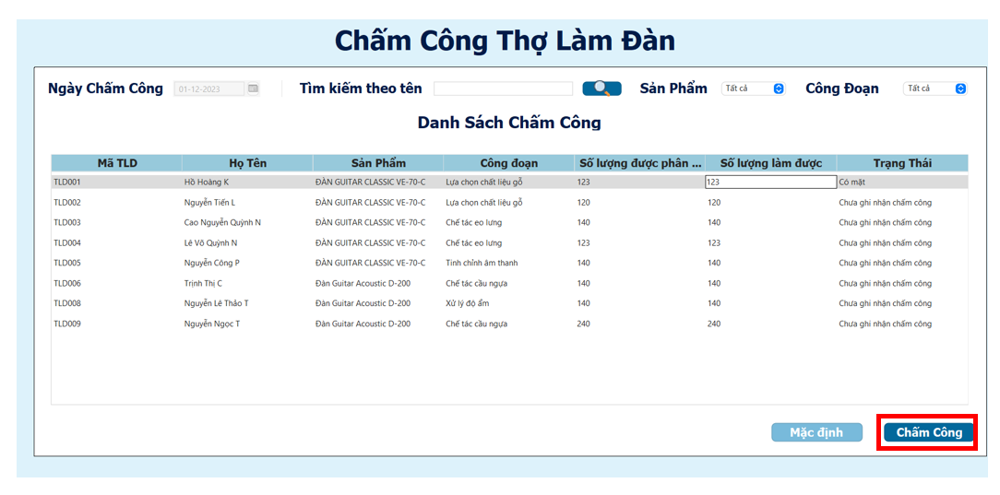 Chấm Công Thợ Làm Đàn
Ngày Chấm Công 01-12-2023 Tìm kiếm theo tên Sản Phẩm Tất cả Công Đoạn Tất cả
Danh Sách Chấm Công
Mã TLD Họ Tên Sản Phẩm Công đoạn Số lượng được phân ... Số lượng làm được Trạng Thái
TLD001 Hồ Hoàng K ĐÀN GUITAR CLASSIC VE-70-C Lựa chọn chất liệu gỗ 123 123 Có mặt
TLD002 Nguyễn Tiến L ĐÀN GUITAR CLASSIC VE-70-C Lựa chọn chất liệu gỗ 120 120 Chưa ghi nhận chấm công
TLD003 Cao Nguyễn Quỳnh N ĐÀN GUITAR CLASSIC VE-70-C Chế tác eo lưng 140 140 Chưa ghi nhận chấm công
TLD004 Lê Võ Quỳnh N ĐÀN GUITAR CLASSIC VE-70-C Chế tác eo lưng 123 123 Chưa ghi nhận chấm công
TLD005 Nguyễn Công P ĐÀN GUITAR CLASSIC VE-70-C Tinh chỉnh âm thanh 140 140 Chưa ghi nhận chấm công
TLD006 Trịnh Thị C Đàn Guitar Acoustic D-200 Chế tác cầu ngựa 140 140 Chưa ghi nhận chấm công
TLD008 Nguyễn Lê Thảo T Đàn Guitar Acoustic D-200 Xử lý độ ẩm 140 140 Chưa ghi nhận chấm công
TLD009 Nguyễn Ngọc T Đàn Guitar Acoustic D-200 Chế tác cầu ngựa 240 240 Chưa ghi nhận chấm công
Mặc định Chấm Công